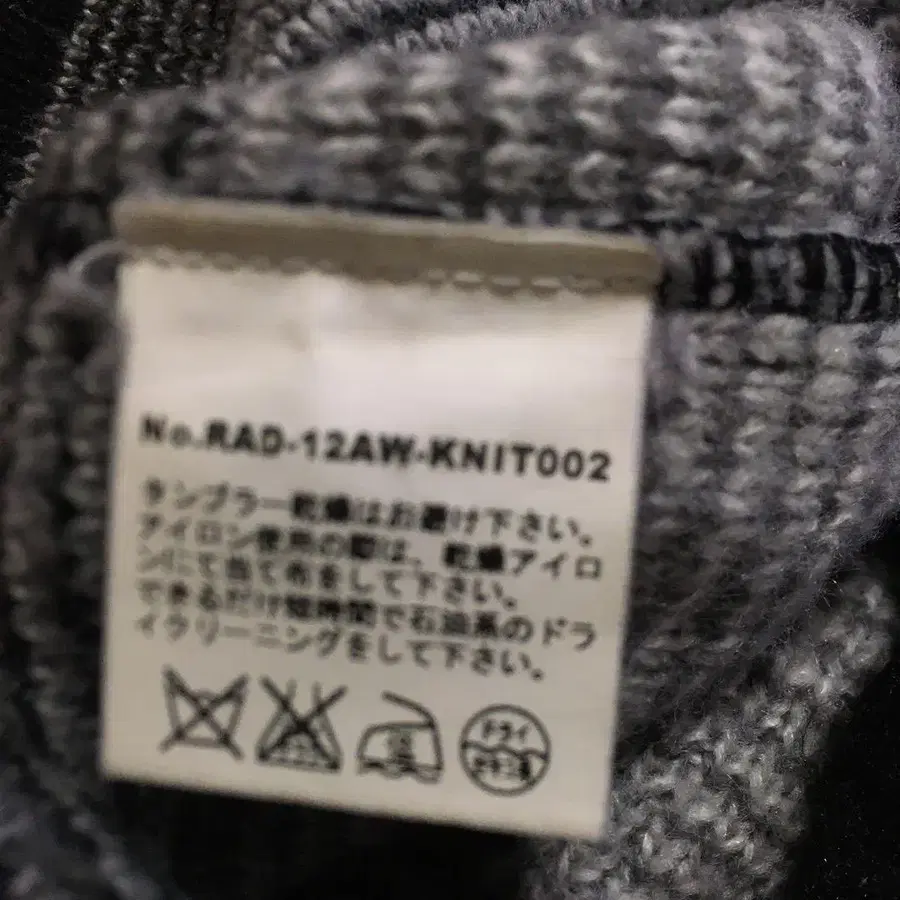 No.RAD-12AW-KNIT002
タンブラー乾燥はお避け下さい。
アイロン使用の際は、乾燥アイロ
ンにて当て布をして下さい。
できるだけ短時間で石油系のドラ
イクリーニングをして下さい。
ドライ